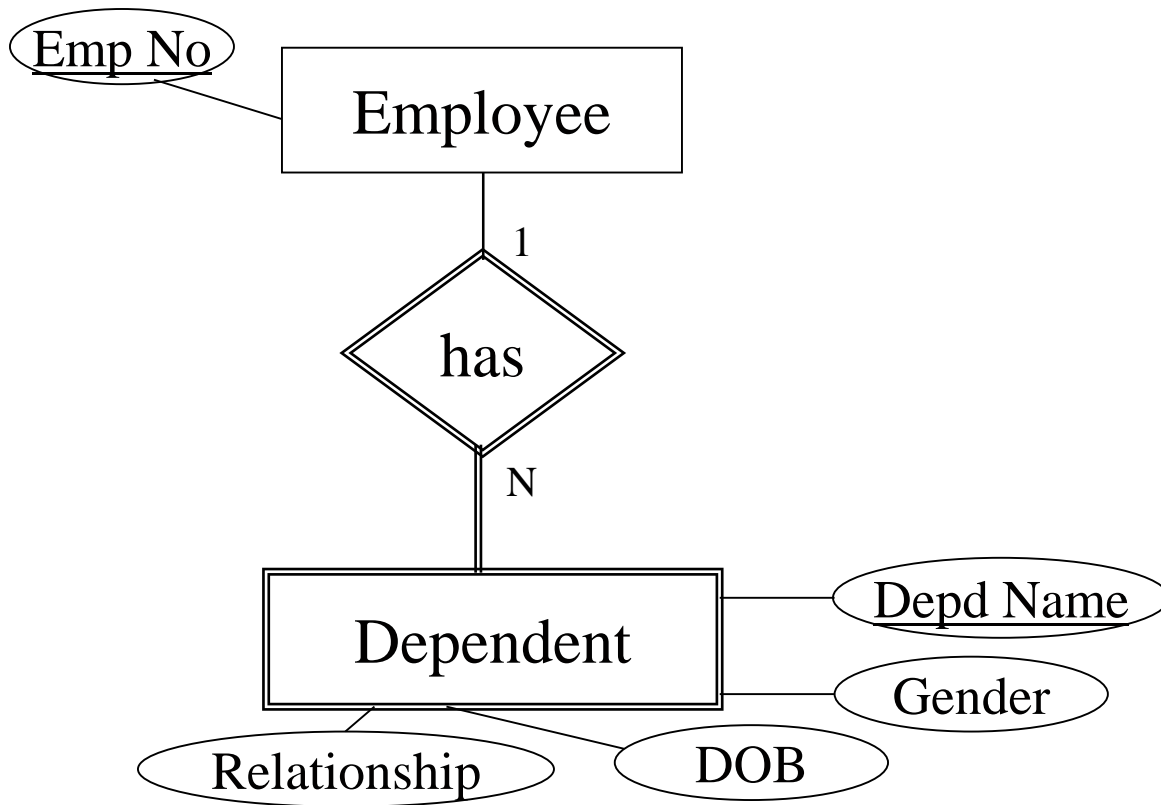 Emp No
Employee
1
has
N
Depd Name
Dependent
Gender
Relationship
DOB